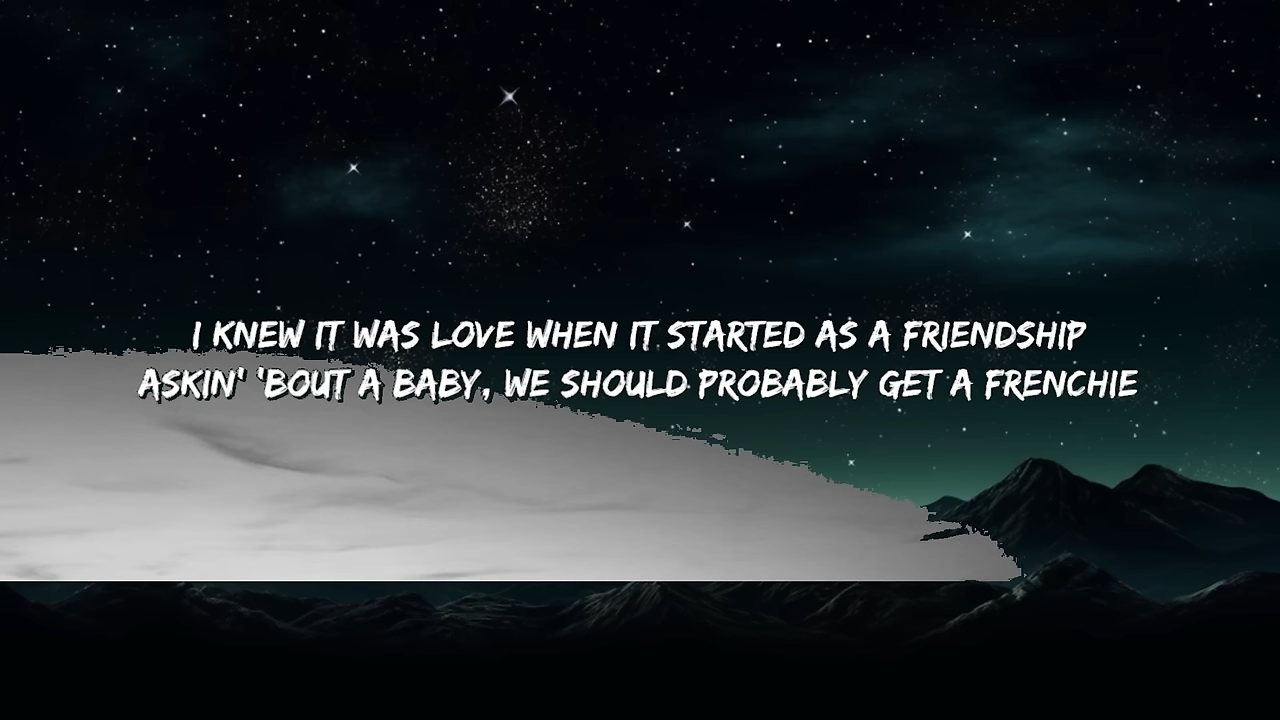 I KNEW IT WAS LOVE WHEN IT STARTED AS A FRIENDSHIP
ASKIN' 'BOUT A BABY, WE SHOULD PROBABLY GET A FRENCHIE